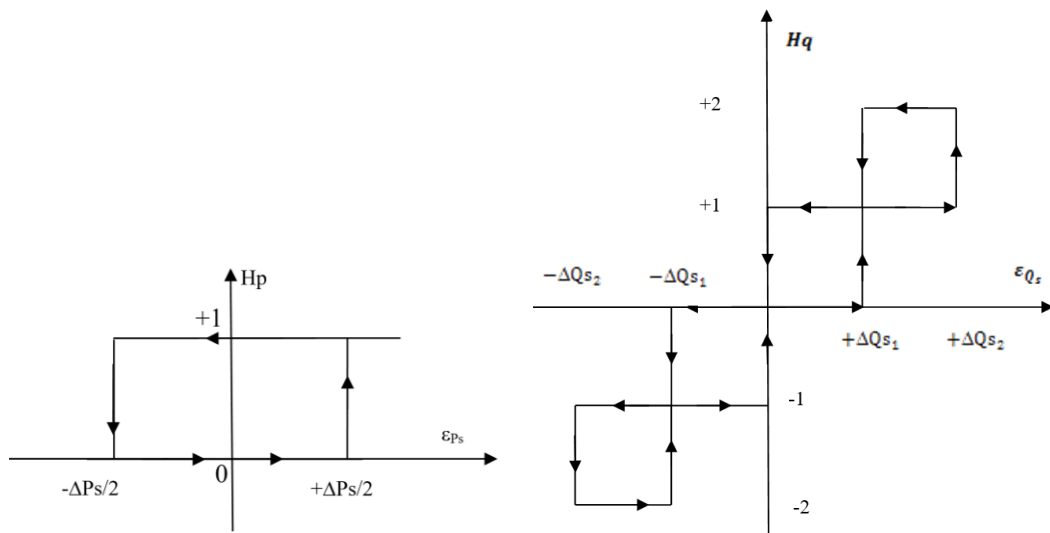 Hp
+1
εPs
0
-ΔPs/2
+ΔPs/2
Hq
+2
+1
−ΔQs₂
−ΔQs₁
εQs
+ΔQs₁
+ΔQs₂
-1
-2